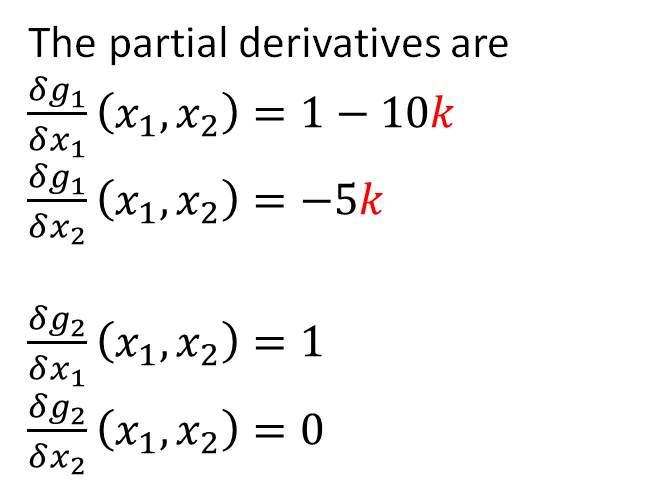 The partial derivatives are
δg₁/δx₁ (x₁, x₂) = 1 − 10k
δg₁/δx₂ (x₁, x₂) = −5k
δg₂/δx₁ (x₁, x₂) = 1
δg₂/δx₂ (x₁, x₂) = 0